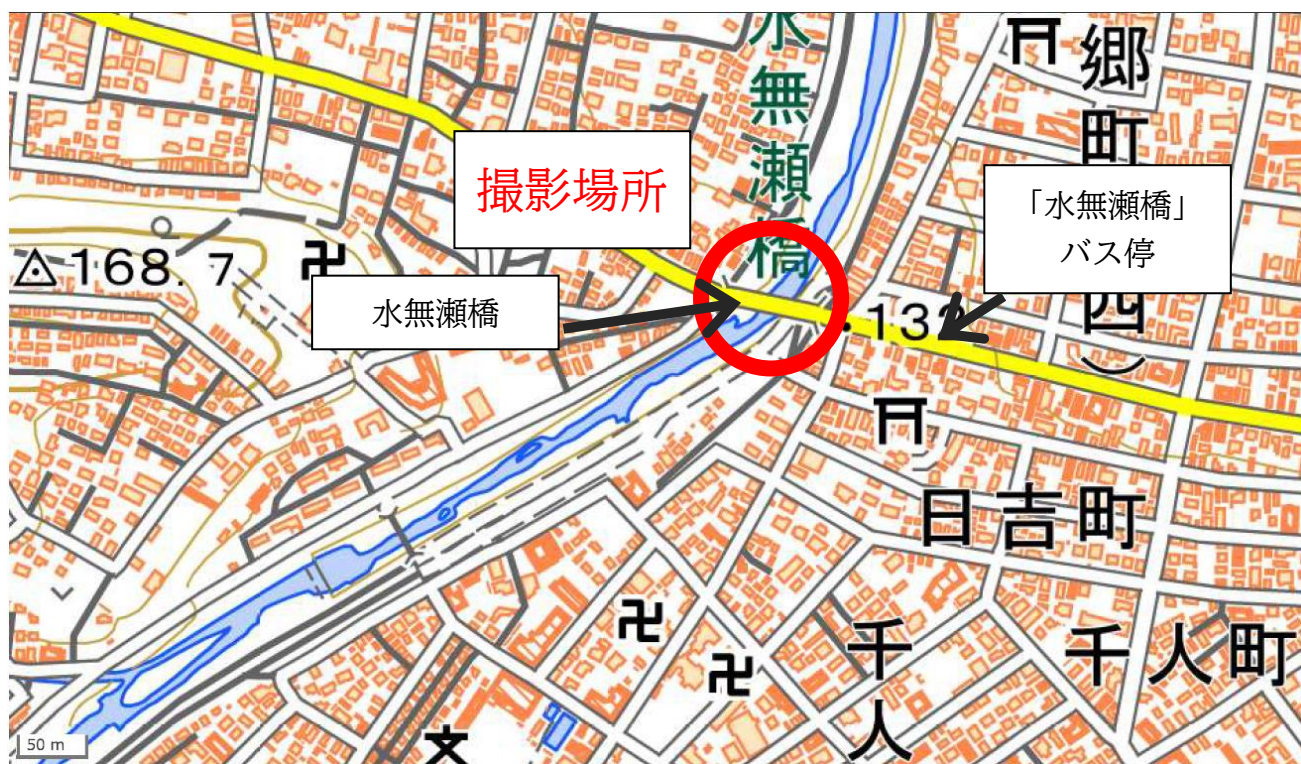 水無瀬橋
郷町
四）
撮影場所
「水無瀬橋」
バス停
168.7
水無瀬橋
132
日吉町
千人
千人町
文
50 m